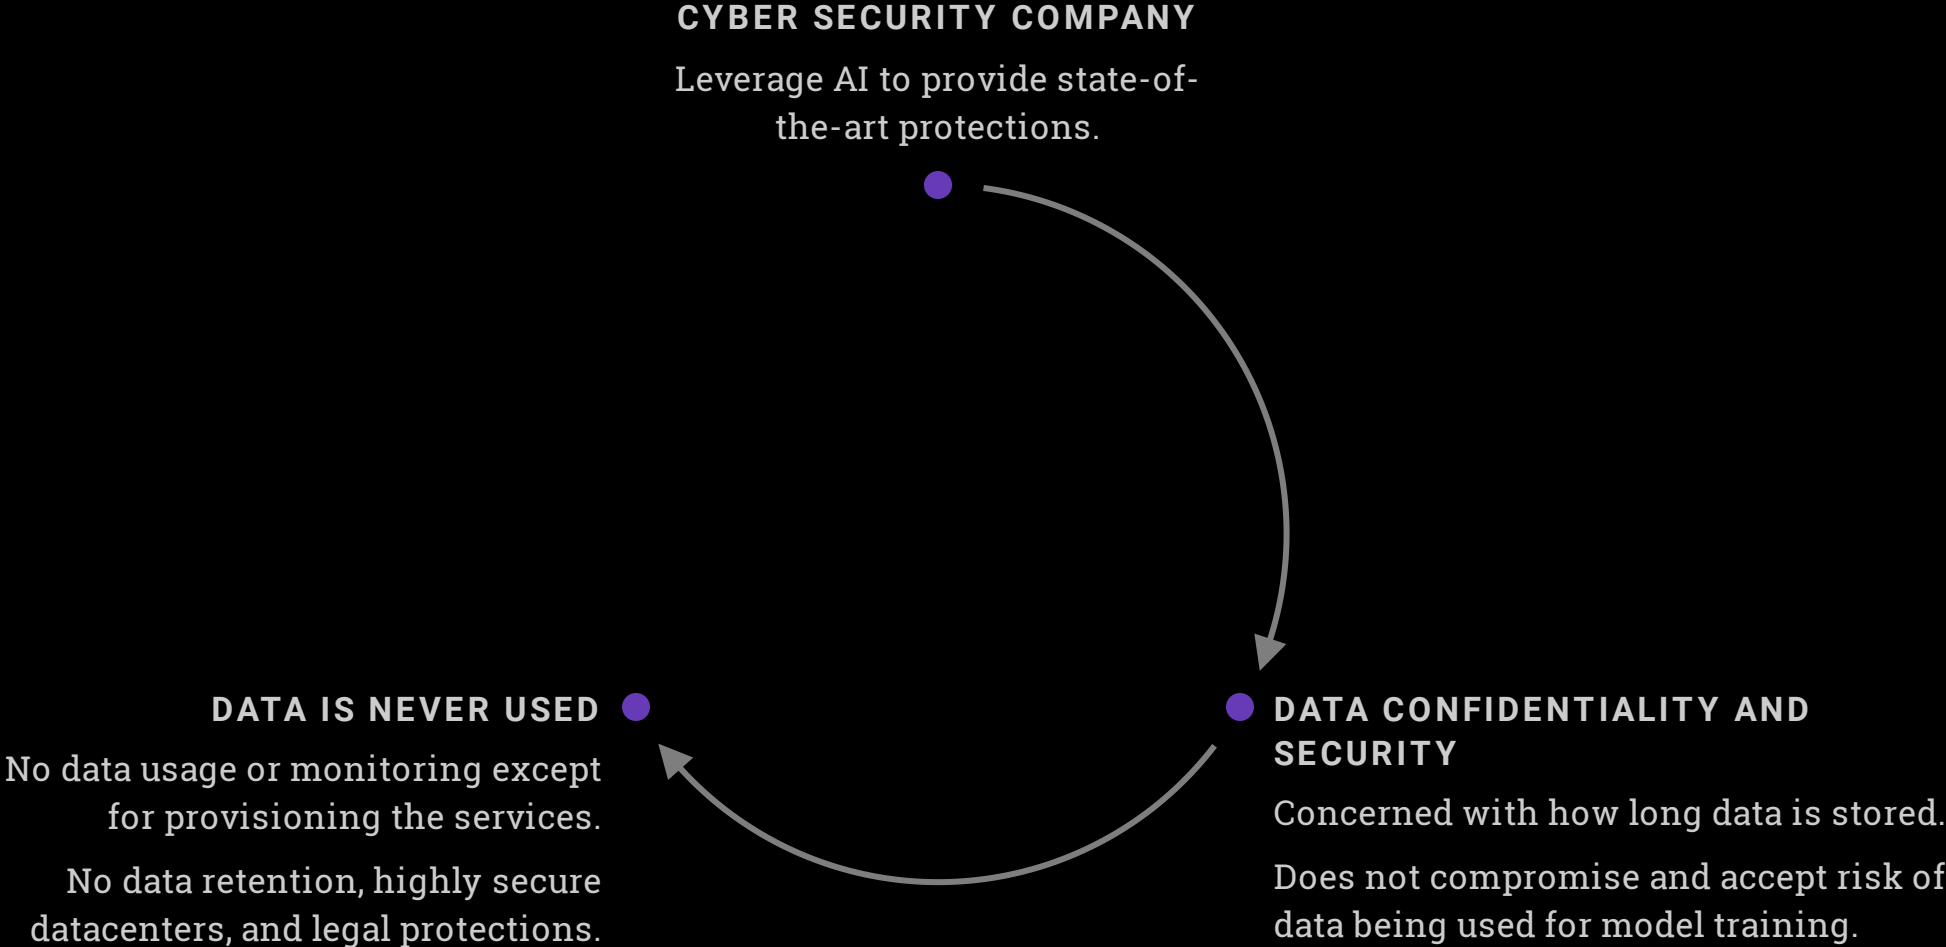 CYBER SECURITY COMPANY
Leverage AI to provide state-of-
the-art protections.
DATA IS NEVER USED
No data usage or monitoring except
for provisioning the services.
No data retention, highly secure
datacenters, and legal protections.
DATA CONFIDENTIALITY AND
SECURITY
Concerned with how long data is stored.
Does not compromise and accept risk of
data being used for model training.